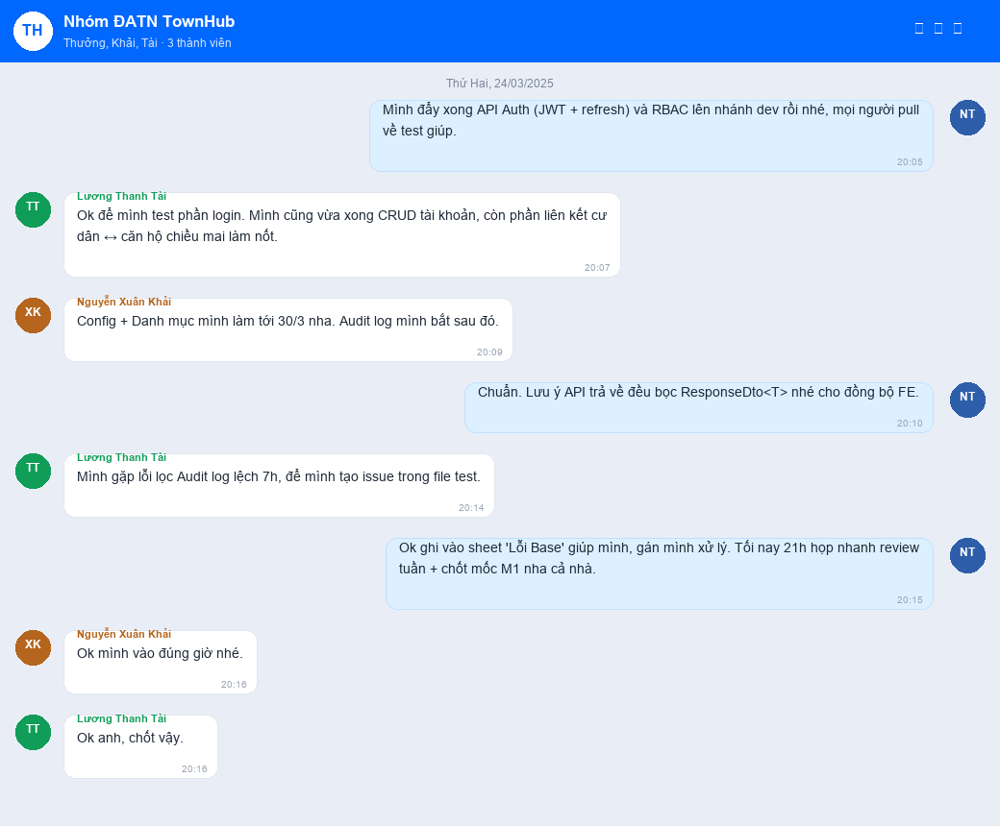 TH
Nhóm ĐATN TownHub
Thưởng, Khải, Tài · 3 thành viên
Thứ Hai, 24/03/2025
Mình đẩy xong API Auth (JWT + refresh) và RBAC lên nhánh dev rồi nhé, mọi người pull
về test giúp.
20:05
NT
TT
Lương Thanh Tài
Ok để mình test phần login. Mình cũng vừa xong CRUD tài khoản, còn phần liên kết cư
dân ↔ căn hộ chiều mai làm nốt.
20:07
XK
Nguyễn Xuân Khải
Config + Danh mục mình làm tới 30/3 nha. Audit log mình bắt sau đó.
20:09
Chuẩn. Lưu ý API trả về đều bọc ResponseDto<T> nhé cho đồng bộ FE.
20:10
NT
TT
Lương Thanh Tài
Mình gặp lỗi lọc Audit log lệch 7h, để mình tạo issue trong file test.
20:14
Ok ghi vào sheet 'Lỗi Base' giúp mình, gán mình xử lý. Tối nay 21h họp nhanh review
tuần + chốt mốc M1 nha cả nhà.
20:15
NT
XK
Nguyễn Xuân Khải
Ok mình vào đúng giờ nhé.
20:16
TT
Lương Thanh Tài
Ok anh, chốt vậy.
20:16